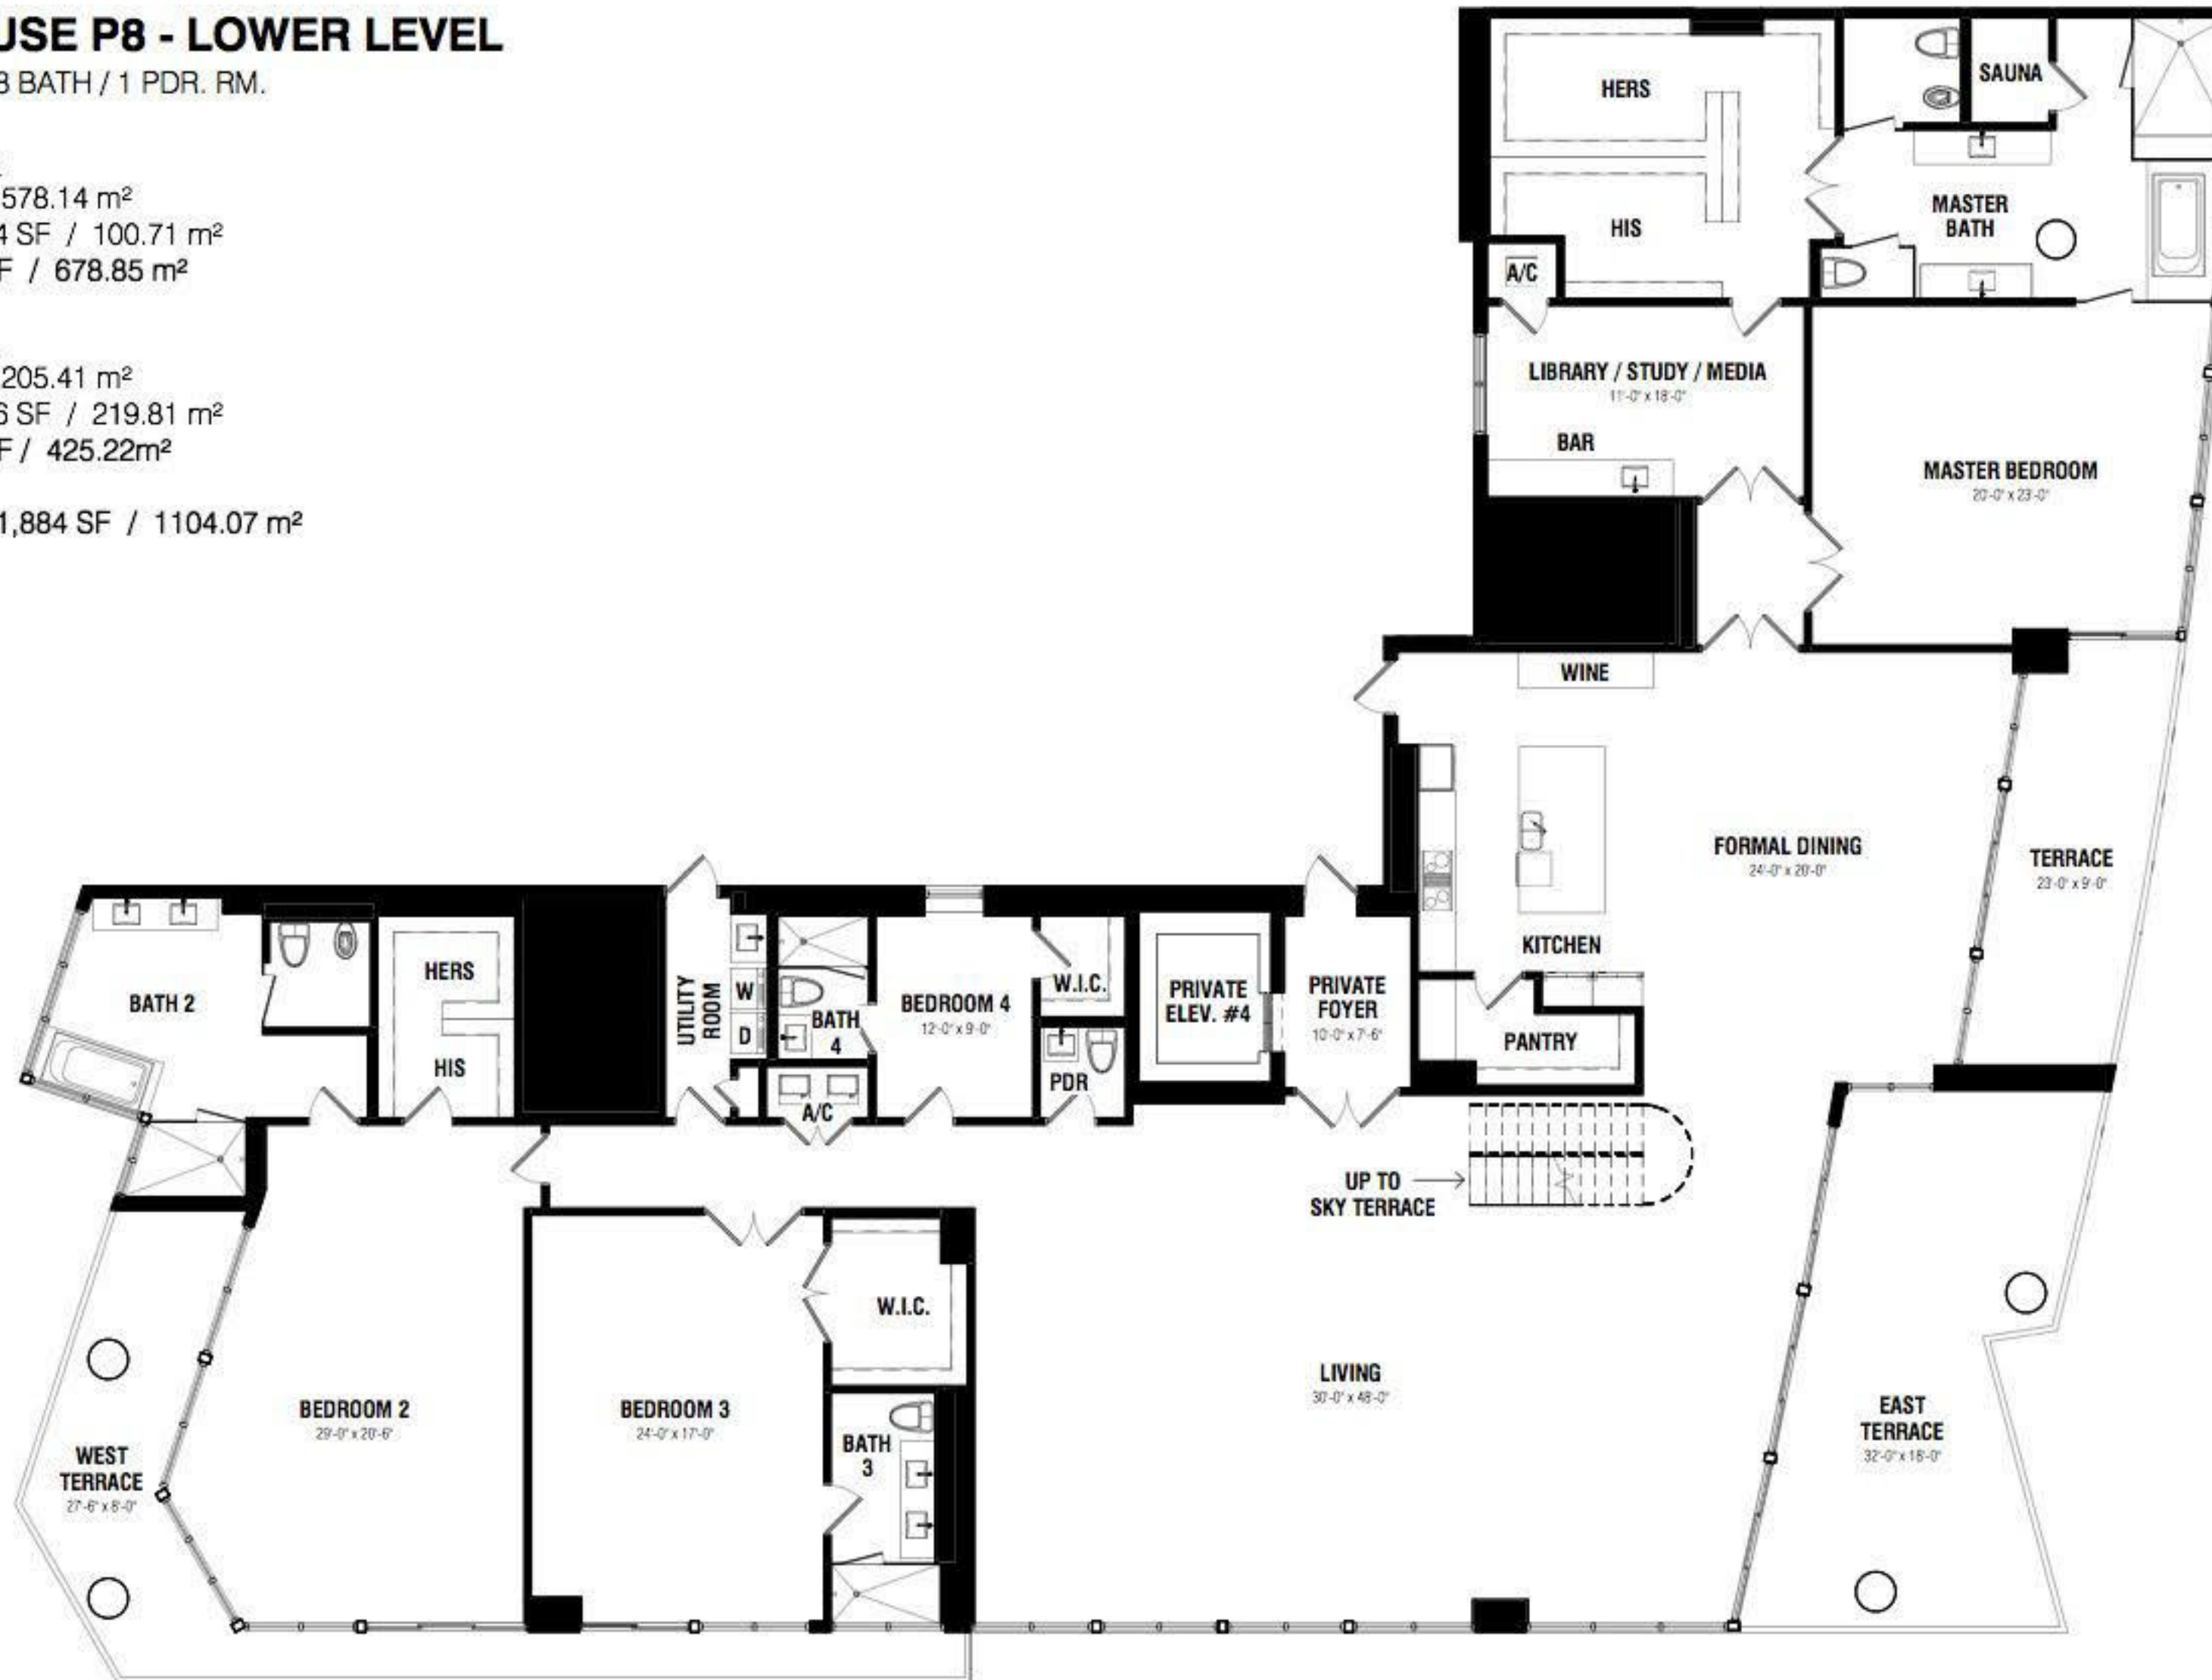 USE P8 - LOWER LEVEL
3 BATH / 1 PDR. RM.
578.14 m²
4 SF / 100.71 m²
F / 678.85 m²
205.41 m²
6 SF / 219.81 m²
F / 425.22m²
1,884 SF / 1104.07 m²
HERS
SAUNA
HIS
MASTER
BATH
A/C
LIBRARY / STUDY / MEDIA
11'-0" x 18'-0"
BAR
MASTER BEDROOM
20'-0" x 23'-0"
WINE
FORMAL DINING
24'-0" x 20'-0"
TERRACE
23'-0" x 9'-0"
KITCHEN
PANTRY
PRIVATE
FOYER
10'-0" x 7'-6"
PRIVATE
ELEV. #4
W.I.C.
PDR
BEDROOM 4
12'-0" x 9'-0"
BATH
4
A/C
W
D
UTILITY
ROOM
HERS
HIS
BATH 2
UP TO
SKY TERRACE
W.I.C.
LIVING
30'-0" x 48'-0"
BEDROOM 2
29'-0" x 20'-6"
BEDROOM 3
24'-0" x 17'-0"
BATH
3
WEST
TERRACE
27'-6" x 8'-0"
EAST
TERRACE
32'-0" x 18'-0"